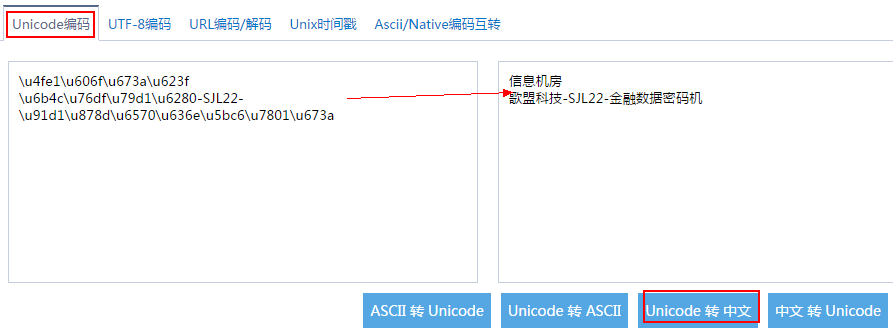 Unicode编码 UTF-8编码 URL编码/解码 Unix时间戳 Ascii/Native编码互转
\u4fe1\u606f\u673a\u623f
\u6b4c\u76df\u79d1\u6280-SJL22-
\u91d1\u878d\u6570\u636e\u5bc6\u7801\u673a
信息机房
歌盟科技-SJL22-金融数据密码机
ASCII 转 Unicode Unicode 转 ASCII Unicode 转 中文 中文 转 Unicode